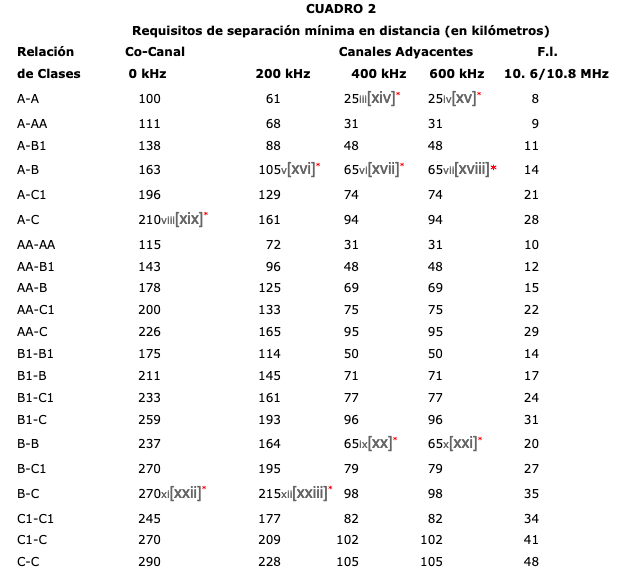 CUADRO 2
Requisitos de separación mínima en distancia (en kilómetros)
Relación Co-Canal Canales Adyacentes F.I.
de Clases 0 kHz 200 kHz 400 kHz 600 kHz 10. 6/10.8 MHz
A-A 100 61 25iii[xiv]* 25iv[xv]* 8
A-AA 111 68 31 31 9
A-B1 138 88 48 48 11
A-B 163 105v[xvi]* 65vi[xvii]* 65vii[xviii]* 14
A-C1 196 129 74 74 21
A-C 210viii[xix]* 161 94 94 28
AA-AA 115 72 31 31 10
AA-B1 143 96 48 48 12
AA-B 178 125 69 69 15
AA-C1 200 133 75 75 22
AA-C 226 165 95 95 29
B1-B1 175 114 50 50 14
B1-B 211 145 71 71 17
B1-C1 233 161 77 77 24
B1-C 259 193 96 96 31
B-B 237 164 65ix[xx]* 65x[xxi]* 20
B-C1 270 195 79 79 27
B-C 270xi[xxii]* 215xii[xxiii]* 98 98 35
C1-C1 245 177 82 82 34
C1-C 270 209 102 102 41
C-C 290 228 105 105 48